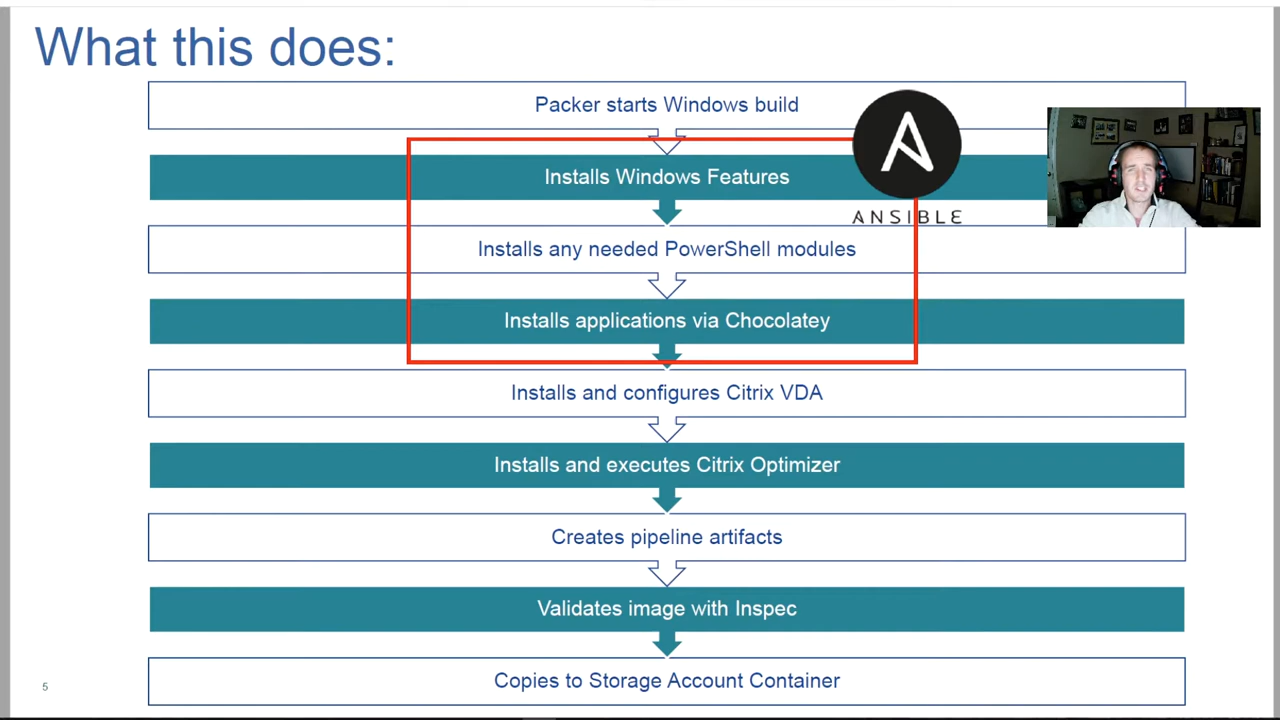 What this does:
Packer starts Windows build
Installs Windows Features
ANSIBLE
Installs any needed PowerShell modules
Installs applications via Chocolatey
Installs and configures Citrix VDA
Installs and executes Citrix Optimizer
Creates pipeline artifacts
Validates image with Inspec
Copies to Storage Account Container
5